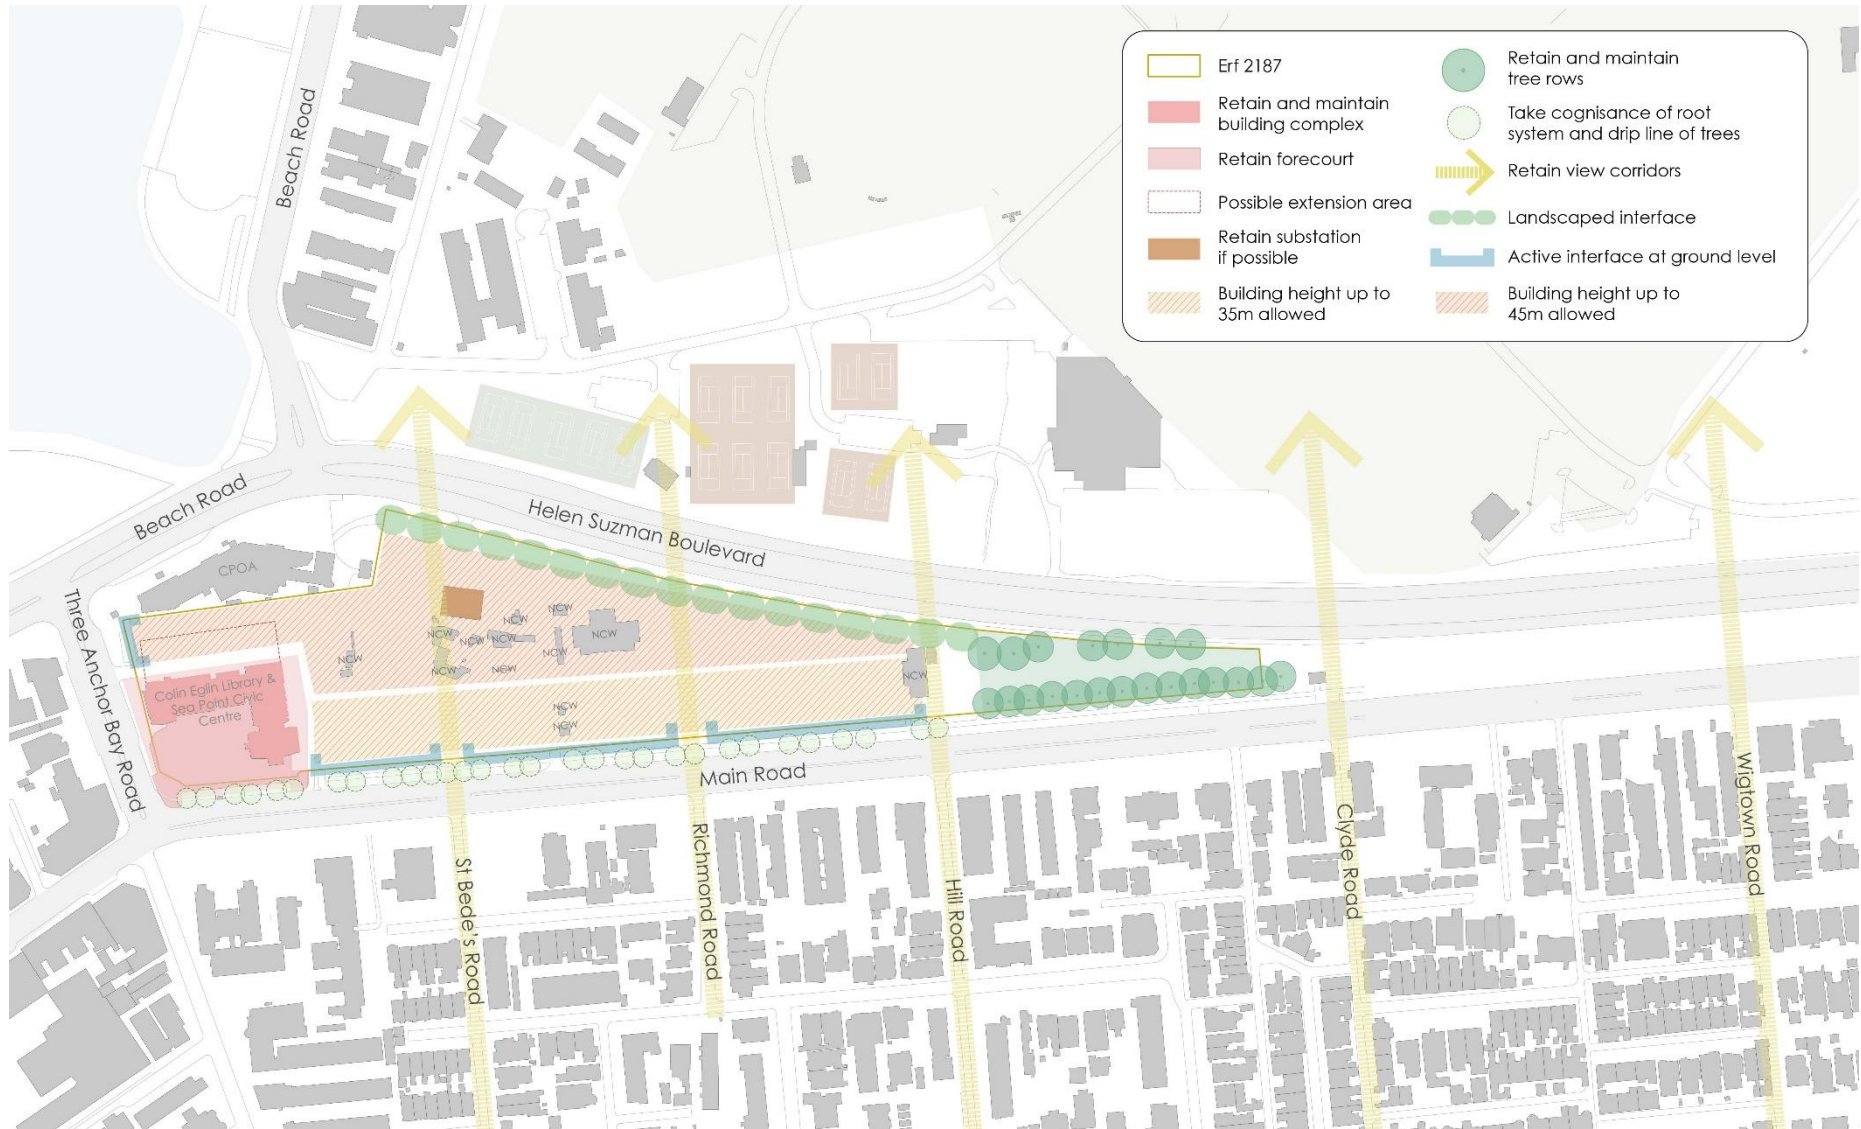 Erf 2187
Retain and maintain
building complex
Retain forecourt
Possible extension area
Retain substation
if possible
Building height up to
35m allowed
Retain and maintain
tree rows
Take cognisance of root
system and drip line of trees
Retain view corridors
Landscaped interface
Active interface at ground level
Building height up to
45m allowed
Beach Road
Beach Road
Helen Suzman Boulevard
CPOA
Three Anchor Bay Road
NCW
NCW
NCW
NCW
NCW
NCW
NCW
NCW
NCW
NCW
NCW
NCW
Colin Eglin Library &
Sea Point Civic
Centre
Main Road
St Bede's Road
Richmond Road
Hill Road
Clyde Road
Wigtown Road